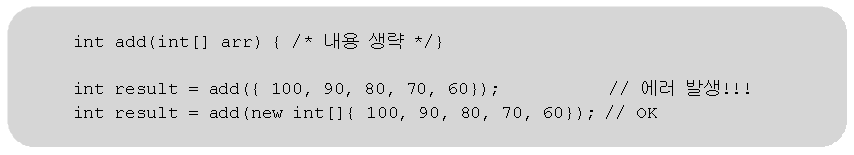 int add(int[] arr) { /* 내용 생략 */}
int result = add({ 100, 90, 80, 70, 60}); // 에러 발생!!!
int result = add(new int[]{ 100, 90, 80, 70, 60}); // OK